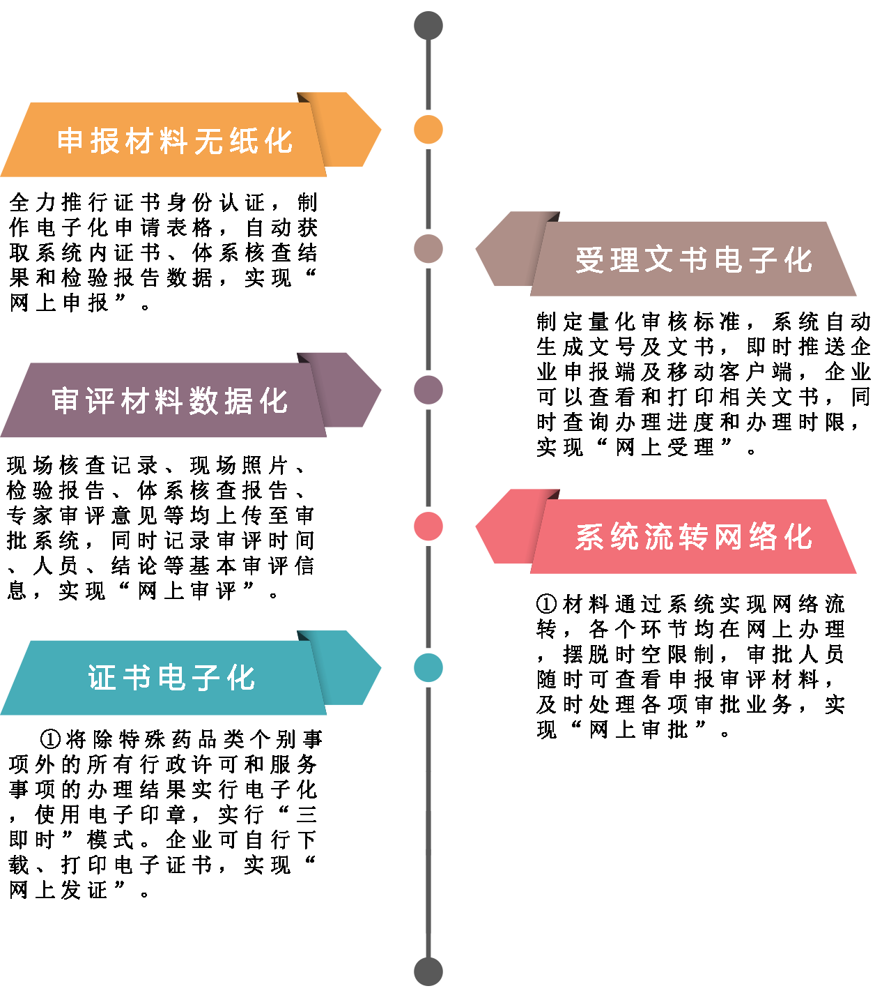 申报材料无纸化
全力推行证书身份认证，制
作电子化申请表格，自动获
取系统内证书、体系核查结
果和检验报告数据，实现“
网上申报”。
受理文书电子化
制定量化审核标准，系统自动
生成文号及文书，即时推送企
业申报端及移动客户端，企业
可以查看和打印相关文书，同
时查询办理进度和办理时限，
实现“网上受理”。
审评材料数据化
现场核查记录、现场照片、
检验报告、体系核查报告、
专家审评意见等均上传至审
批系统，同时记录审评时间
、人员、结论等基本审评信
息，实现“网上审评”。
系统流转网络化
①材料通过系统实现网络流
转，各个环节均在网上办理
，摆脱时空限制，审批人员
随时可查看申报审评材料，
及时处理各项审批业务，实
现“网上审批”。
证书电子化
①将除特殊药品类个别事
项外的所有行政许可和服务
事项的办理结果实行电子化
，使用电子印章，实行“三
即时”模式。企业可自行下
载、打印电子证书，实现“
网上发证”。